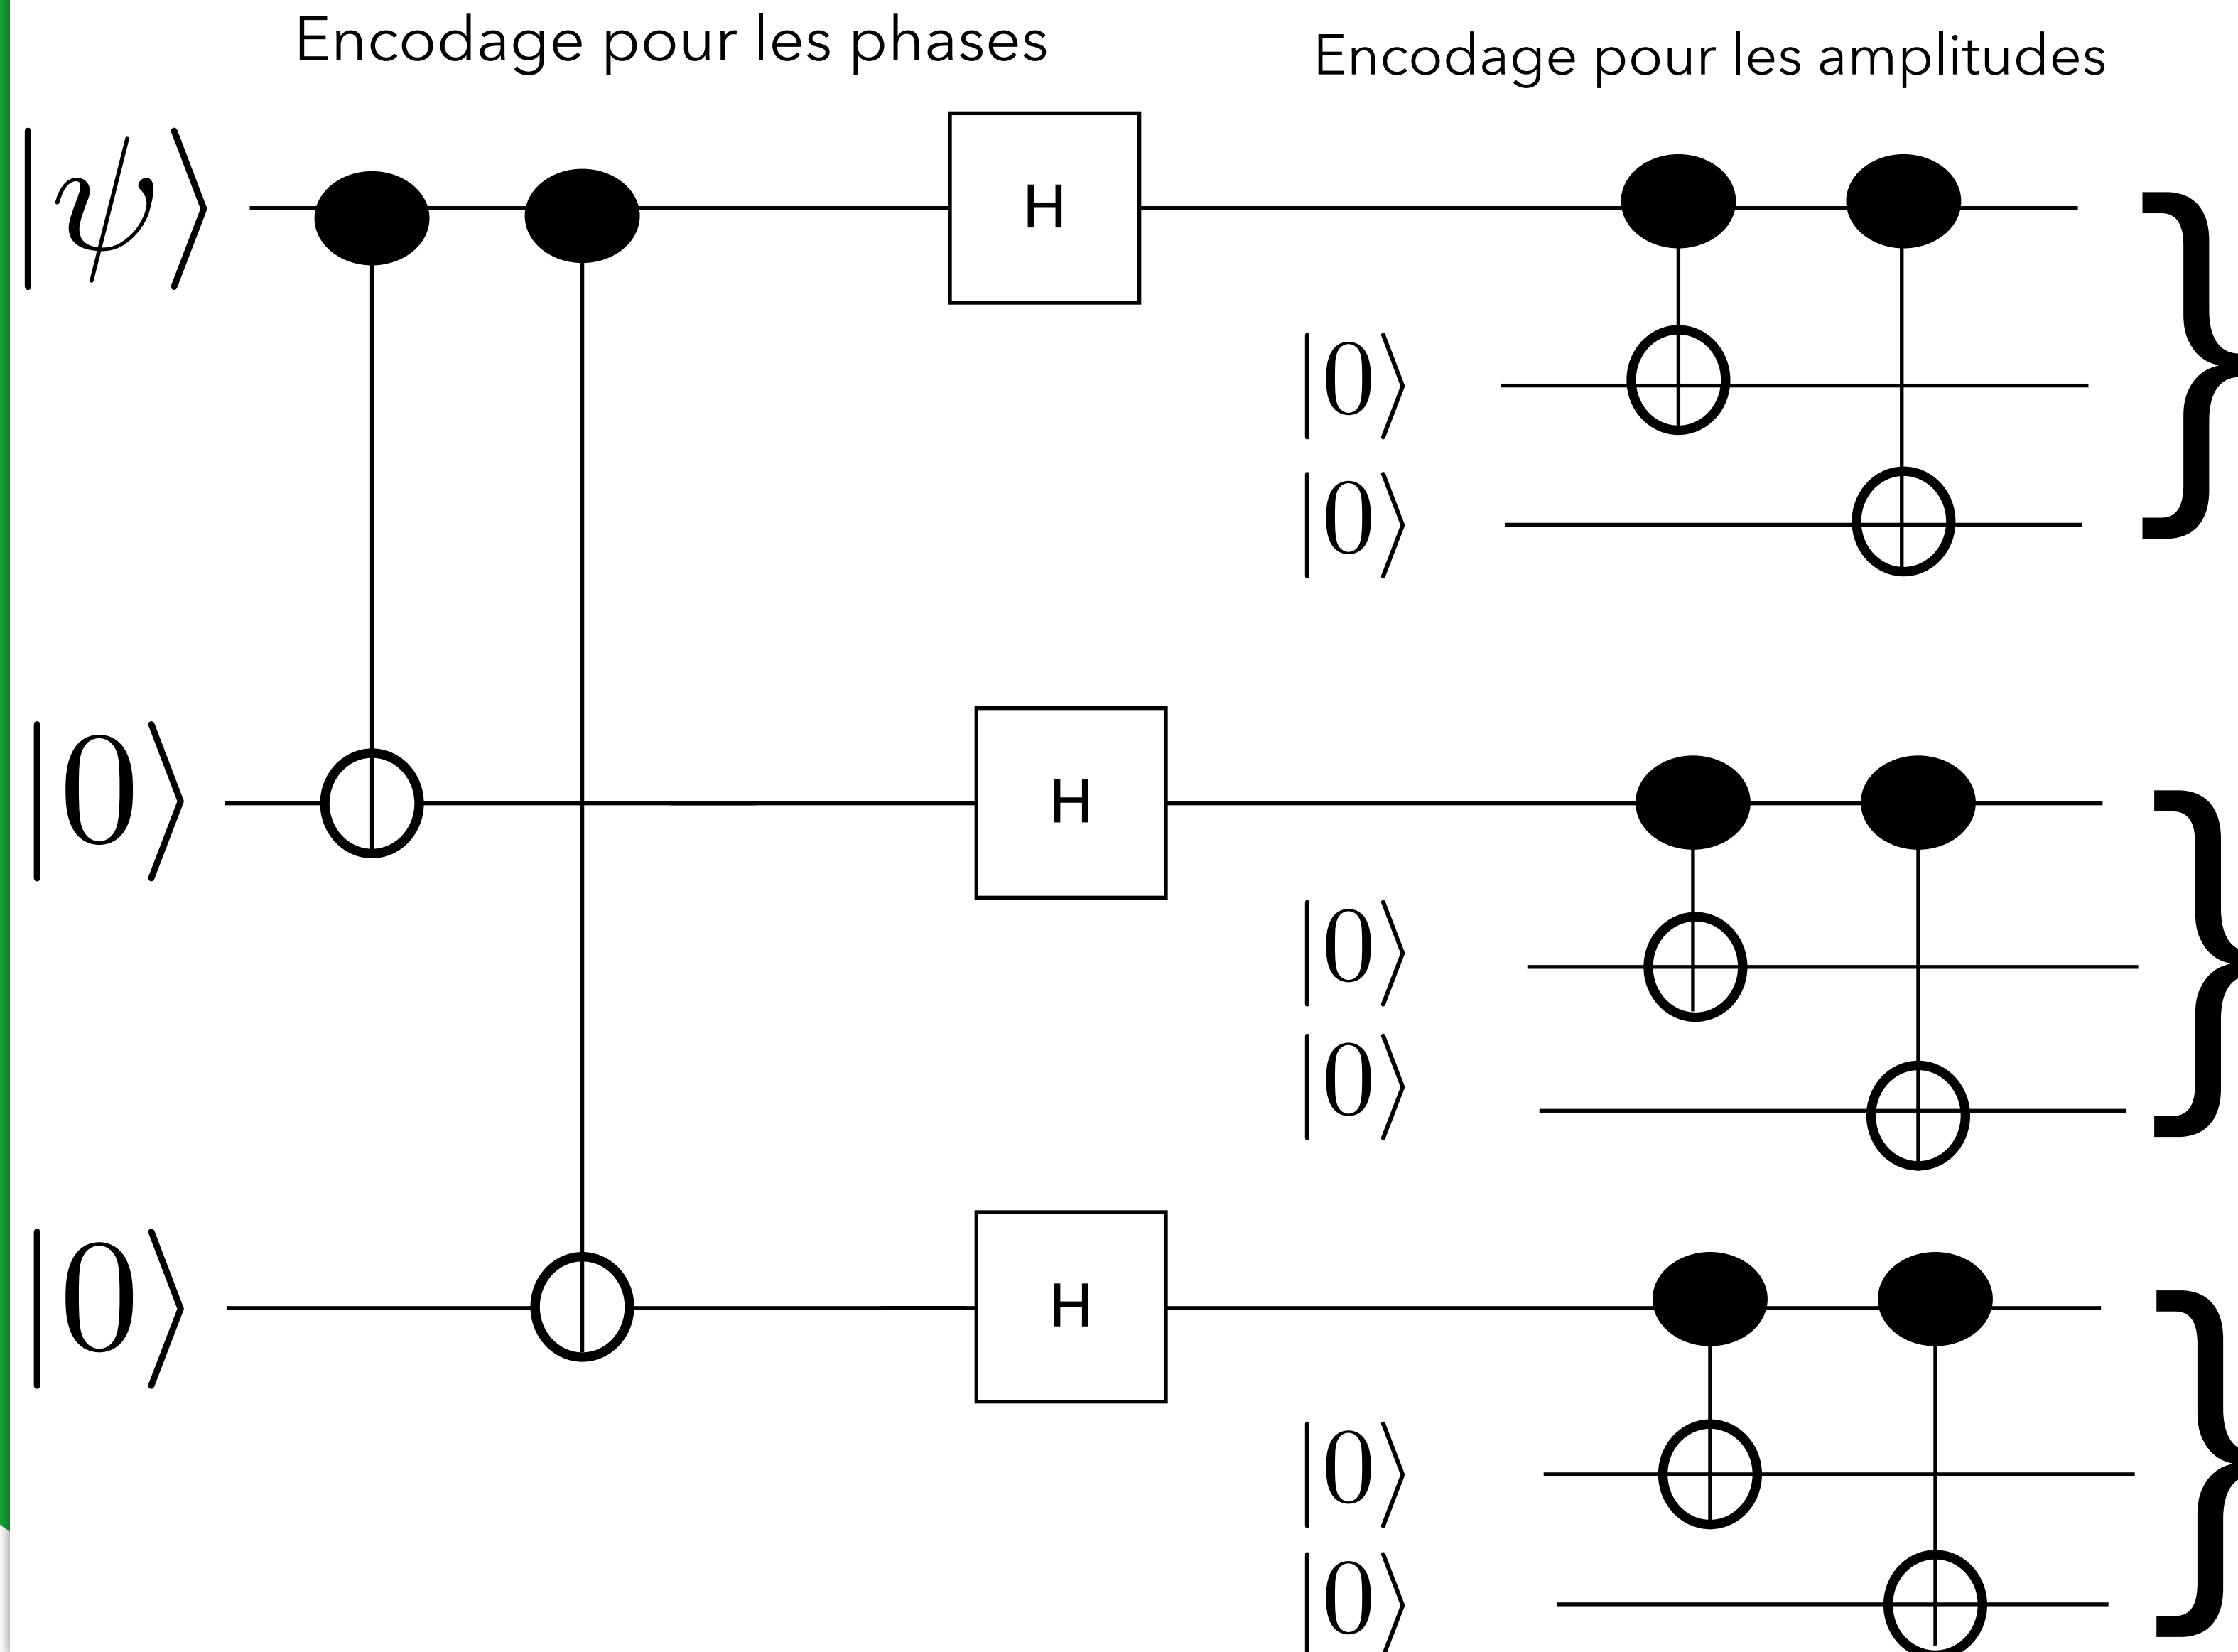 Encodage pour les phases
Encodage pour les amplitudes
|ψ⟩
H
|0⟩
|0⟩
|0⟩
H
|0⟩
|0⟩
|0⟩
H
|0⟩
|0⟩